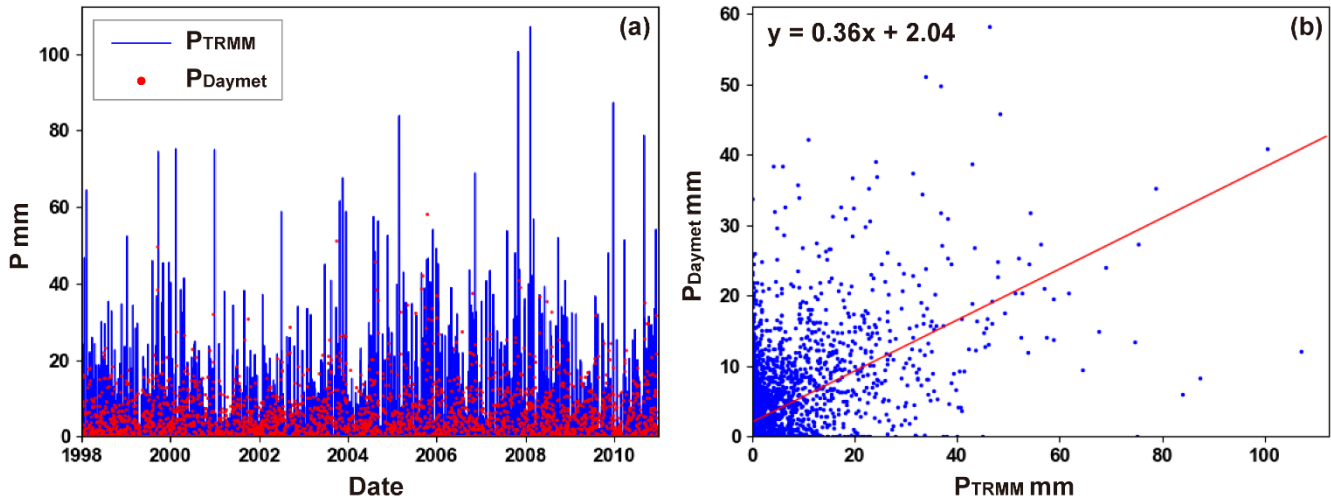 (a)
PTRMM
PDaymet
100
80
60
40
20
0
P mm
1998 2000 2002 2004 2006 2008 2010
Date
(b)
y = 0.36x + 2.04
60
50
40
30
20
10
0
PDaymet mm
0 20 40 60 80 100
PTRMM mm